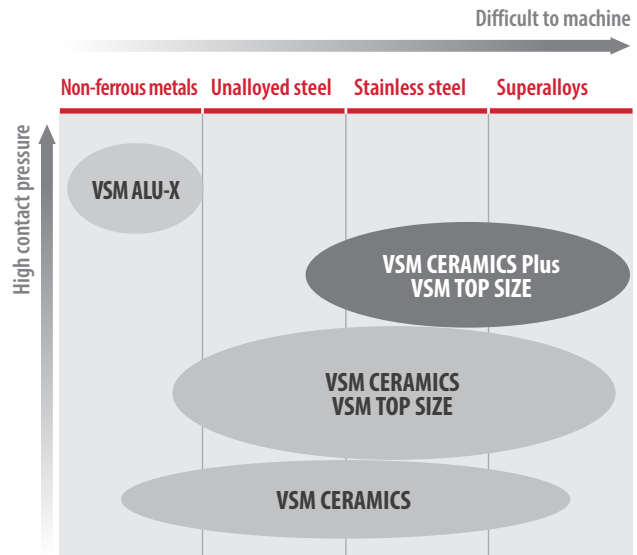 Difficult to machine
Non-ferrous metals
Unalloyed steel
Stainless steel
Superalloys
High contact pressure
VSM ALU-X
VSM CERAMICS Plus
VSM TOP SIZE
VSM CERAMICS
VSM TOP SIZE
VSM CERAMICS